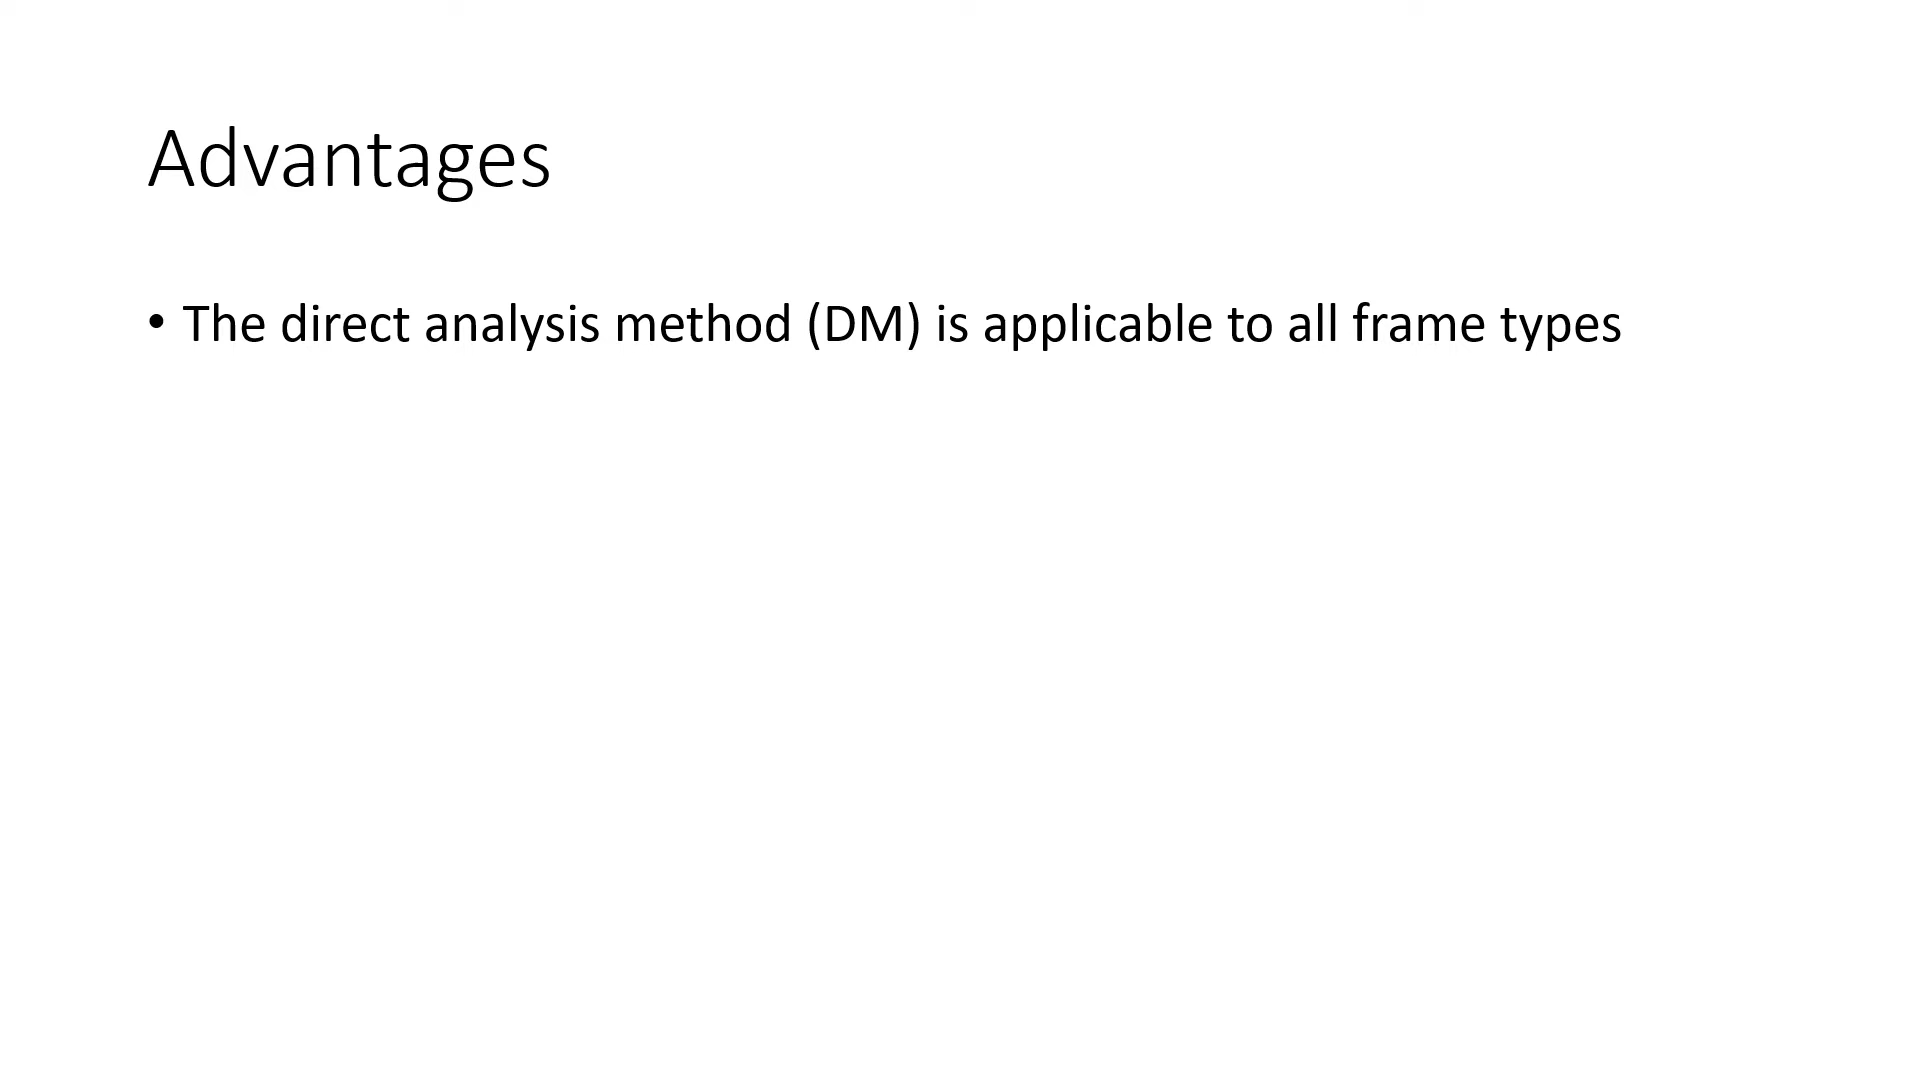 Advantages
• The direct analysis method (DM) is applicable to all frame types